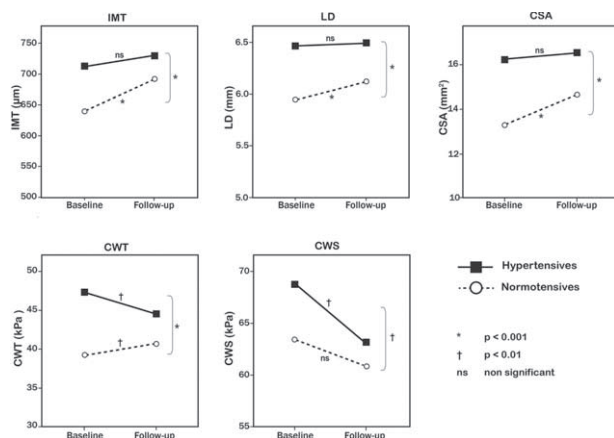 IMT
IMT (µm)
750
700
650
600
550
500
ns
*
*
Baseline Follow-up
LD
LD (mm)
6.5
6.0
5.5
5.0
ns
*
*
Baseline Follow-up
CSA
CSA (mm²)
16
14
12
10
ns
*
*
Baseline Follow-up
CWT
CWT (kPa)
50
45
40
35
30
†
†
*
Baseline Follow-up
CWS
CWS (kPa)
70
65
60
55
†
ns
†
Baseline Follow-up
Hypertensives
Normotensives
* p < 0.001
† p < 0.01
ns non significant